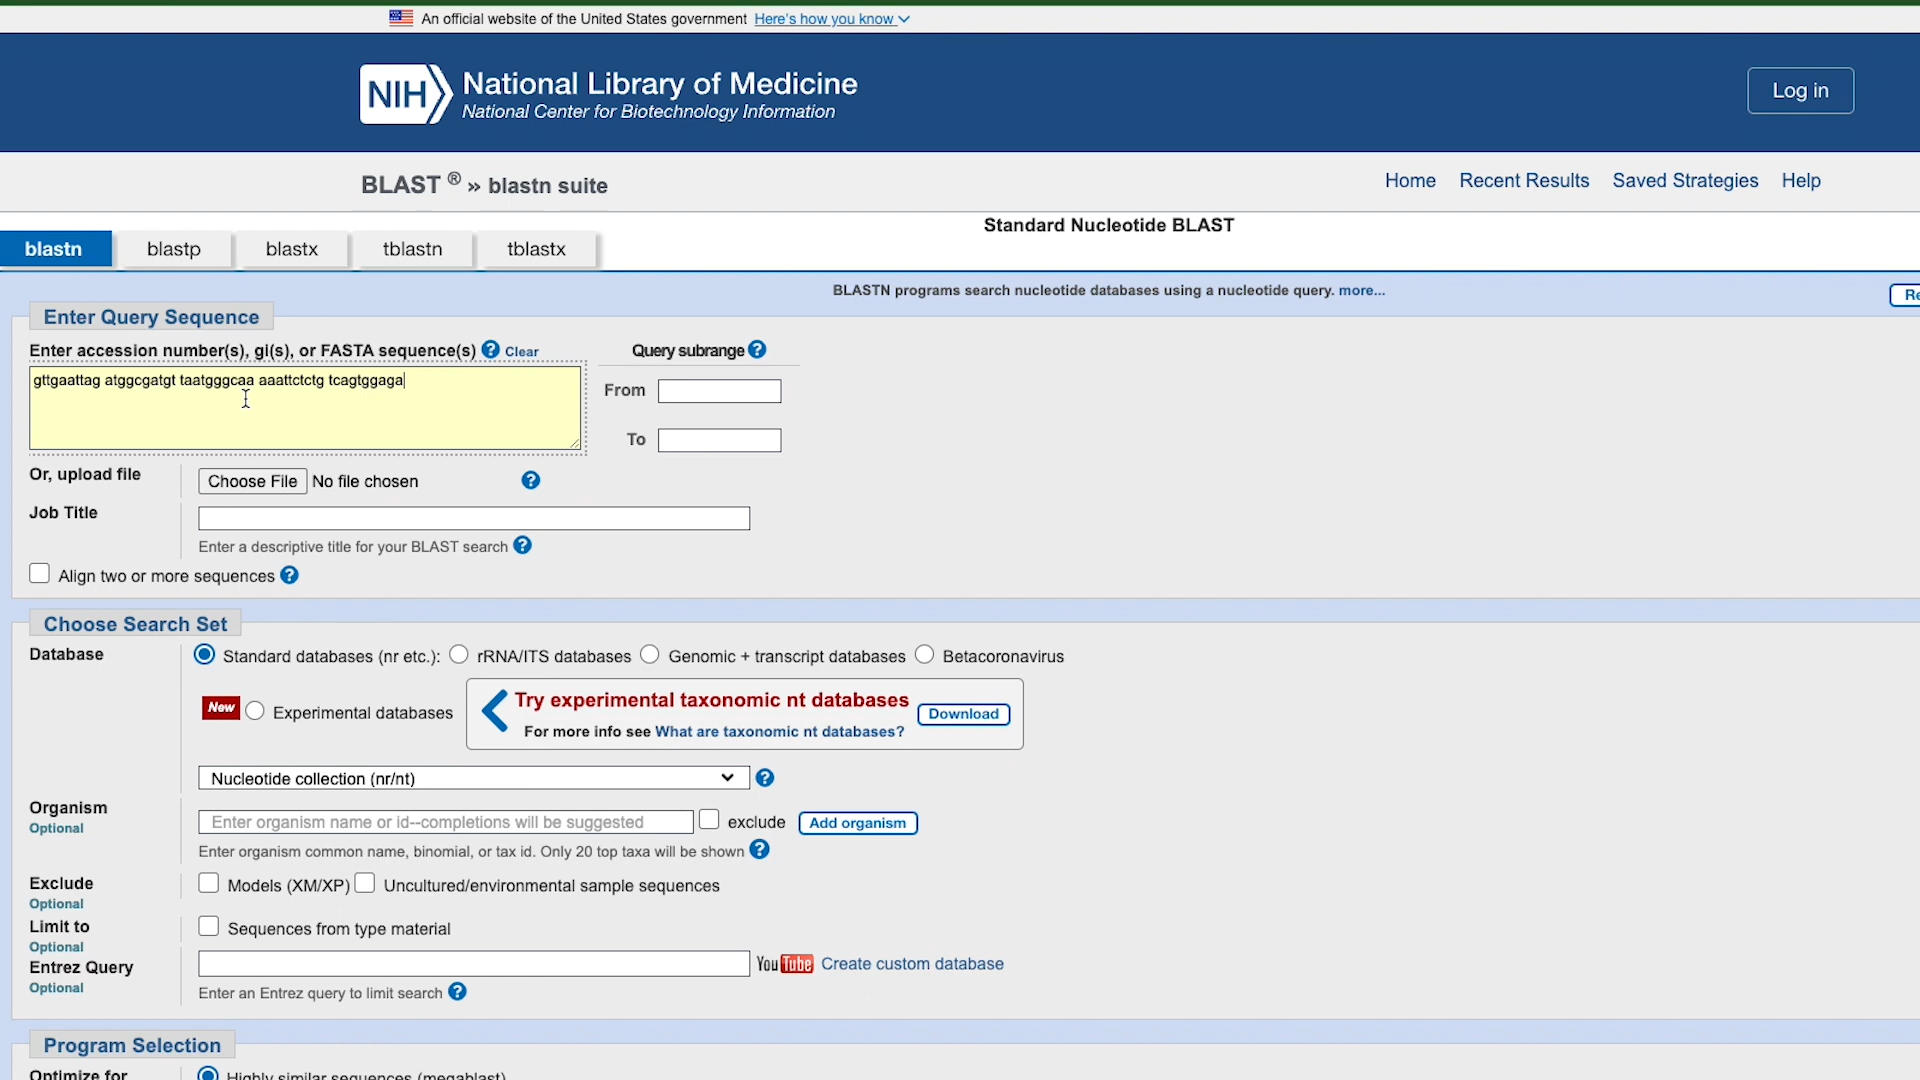 An official website of the United States government Here's how you know
NIH National Library of Medicine
National Center for Biotechnology Information
Log in
BLAST ® » blastn suite
Home Recent Results Saved Strategies Help
Standard Nucleotide BLAST
blastn blastp blastx tblastn tblastx
BLASTN programs search nucleotide databases using a nucleotide query. more...
Enter Query Sequence
Enter accession number(s), gi(s), or FASTA sequence(s) ? Clear Query subrange ?
gttgaattag atggcgatgt taatgggcaa aaattctctg tcagtggaga
From
To
Or, upload file Choose File No file chosen ?
Job Title
Enter a descriptive title for your BLAST search ?
Align two or more sequences ?
Choose Search Set
Database Standard databases (nr etc.): rRNA/ITS databases Genomic + transcript databases Betacoronavirus
New Experimental databases Try experimental taxonomic nt databases Download
For more info see What are taxonomic nt databases?
Nucleotide collection (nr/nt) ?
Organism
Optional
Enter organism name or id--completions will be suggested exclude Add organism
Enter organism common name, binomial, or tax id. Only 20 top taxa will be shown ?
Exclude Models (XM/XP) Uncultured/environmental sample sequences
Optional
Limit to Sequences from type material
Optional
Entrez Query YouTube Create custom database
Optional
Enter an Entrez query to limit search ?
Program Selection
Optimize for Highly similar sequences (megablast)